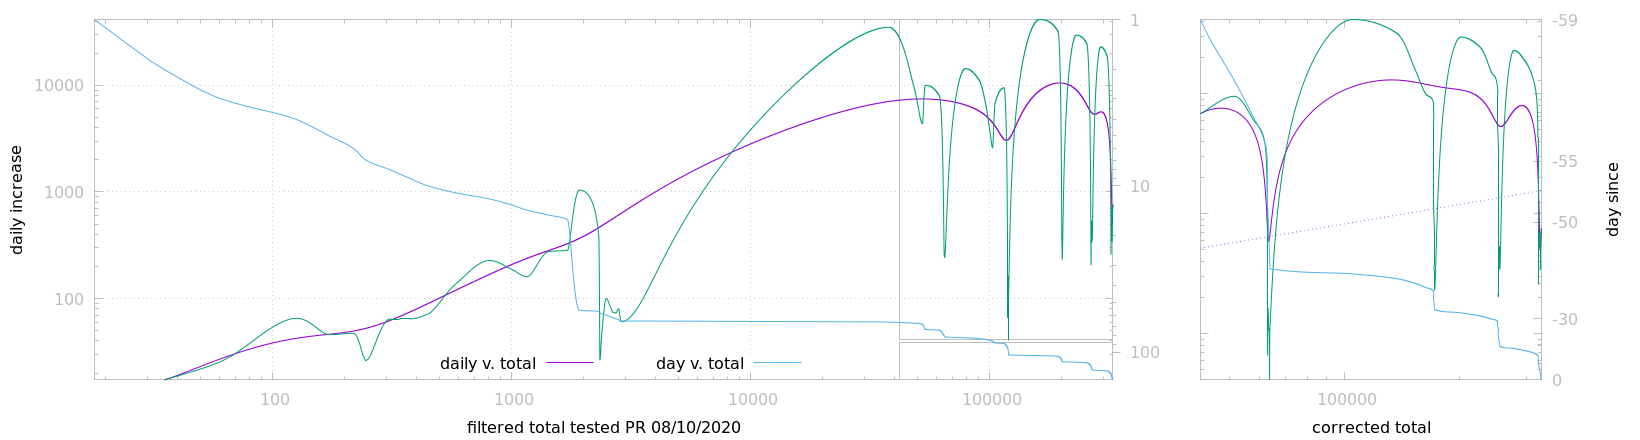 daily increase
10000
1000
100
daily v. total
day v. total
100
1000
10000
100000
filtered total tested PR 08/10/2020
1
10
100
100000
corrected total
-59
-55
-50
-30
0
day since